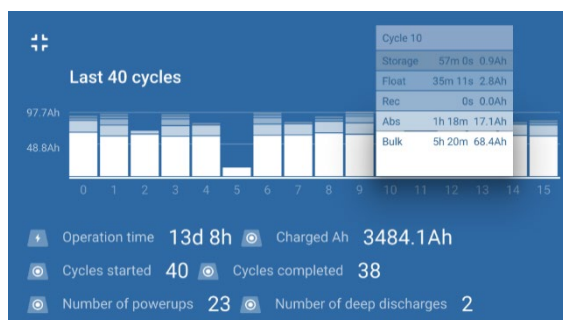 Last 40 cycles
97.7Ah
48.8Ah
Cycle 10
Storage 57m 0s 0.9Ah
Float 35m 11s 2.8Ah
Rec 0s 0.0Ah
Abs 1h 18m 17.1Ah
Bulk 5h 20m 68.4Ah
0 1 2 3 4 5 6 7 8 9 10 11 12 13 14 15
Operation time 13d 8h Charged Ah 3484.1Ah
Cycles started 40 Cycles completed 38
Number of powerups 23 Number of deep discharges 2